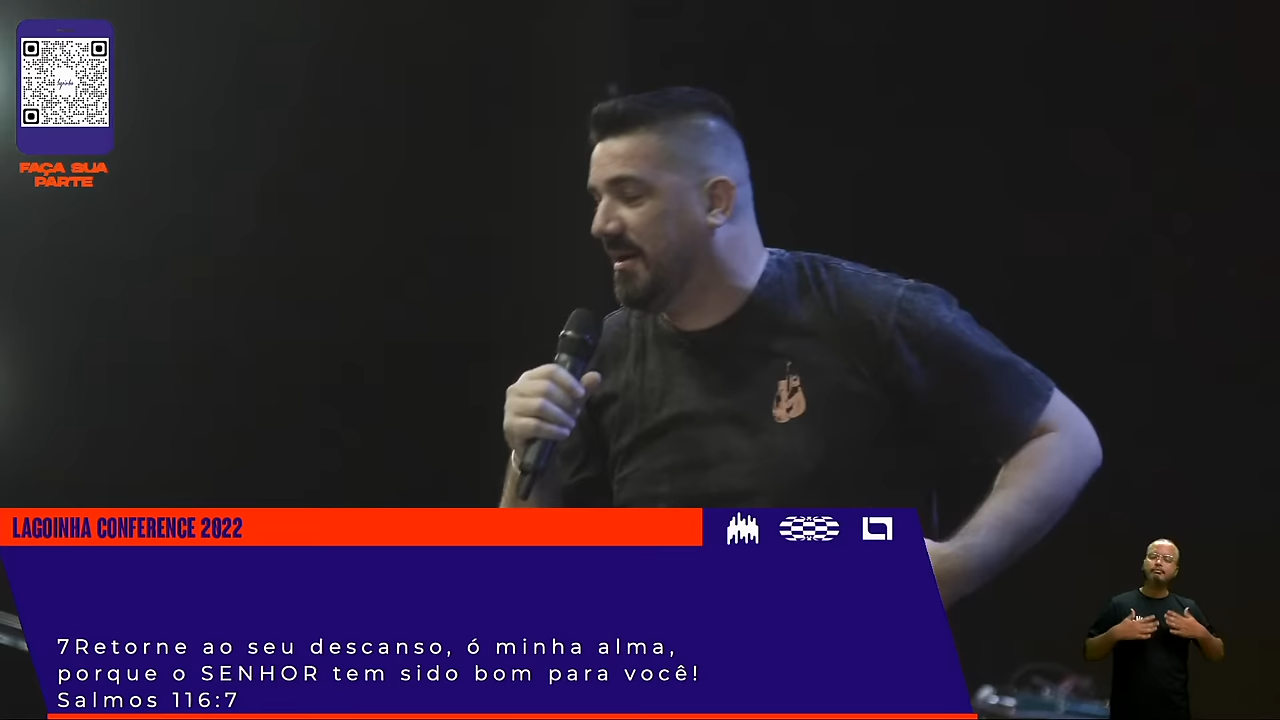 FAÇA SUA
PARTE
LAGOINHA CONFERENCE 2022
7Retorne ao seu descanso, ó minha alma,
porque o SENHOR tem sido bom para você!
Salmos 116:7